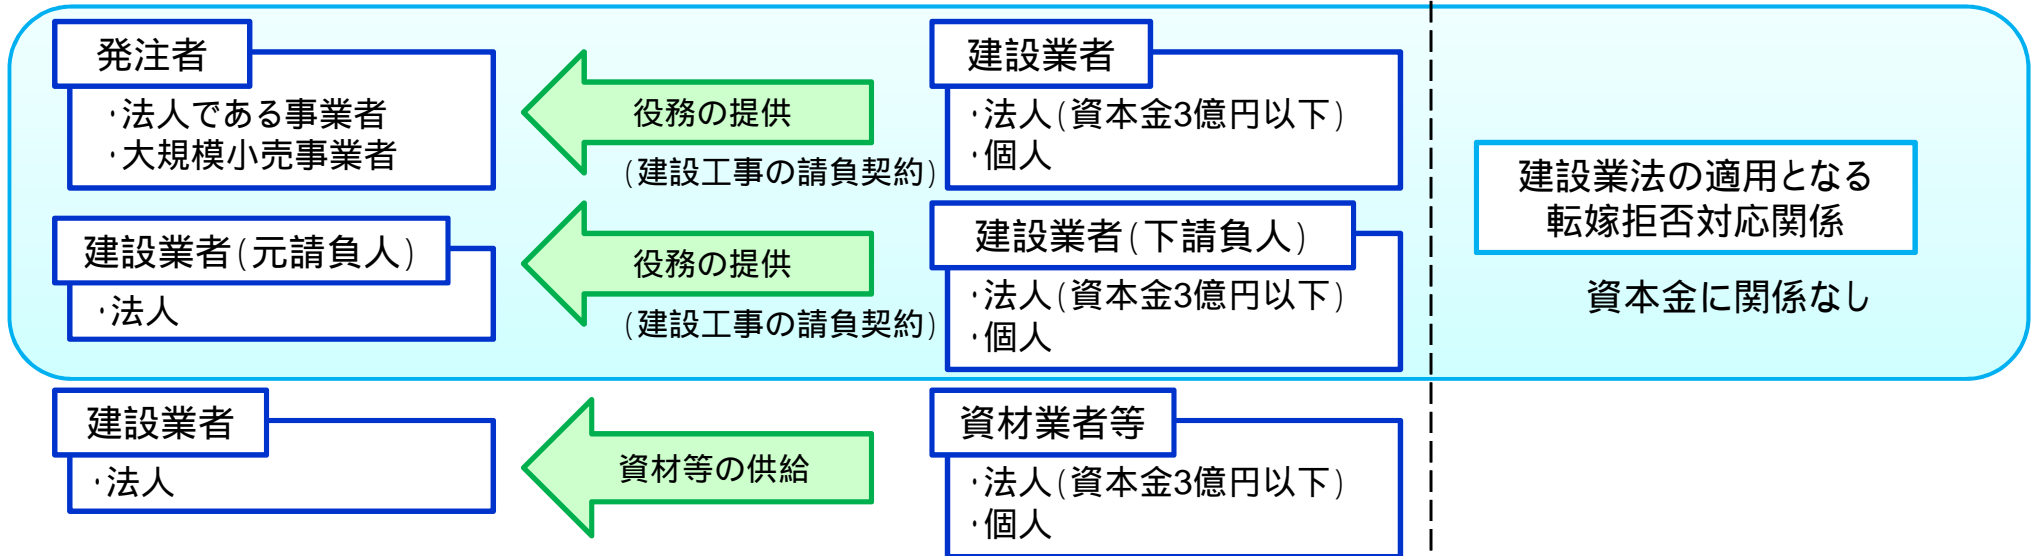 発注者
・法人である事業者
・大規模小売事業者
役務の提供
(建設工事の請負契約)
建設業者
・法人(資本金3億円以下)
・個人
建設業者(元請負人)
・法人
役務の提供
(建設工事の請負契約)
建設業者(下請負人)
・法人(資本金3億円以下)
・個人
建設業法の適用となる
転嫁拒否対応関係
資本金に関係なし
建設業者
・法人
資材等の供給
資材業者等
・法人(資本金3億円以下)
・個人